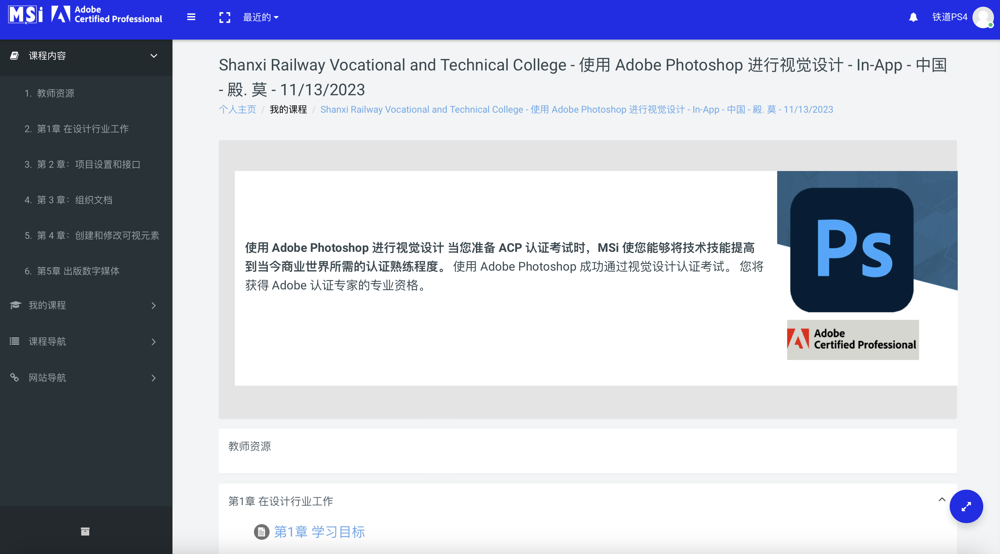 MSi Adobe Certified Professional
最近的
铁道PS4
课程内容
1. 教师资源
2. 第1章 在设计行业工作
3. 第 2 章：项目设置和接口
4. 第 3 章：组织文档
5. 第 4 章：创建和修改可视元素
6. 第5章 出版数字媒体
我的课程
课程导航
网站导航
Shanxi Railway Vocational and Technical College - 使用 Adobe Photoshop 进行视觉设计 - In-App - 中国
- 殿. 莫 - 11/13/2023
个人主页 / 我的课程 / Shanxi Railway Vocational and Technical College - 使用 Adobe Photoshop 进行视觉设计 - In-App - 中国 - 殿. 莫 - 11/13/2023
使用 Adobe Photoshop 进行视觉设计 当您准备 ACP 认证考试时，MSi 使您能够将技术技能提高
到当今商业世界所需的认证熟练程度。 使用 Adobe Photoshop 成功通过视觉设计认证考试。 您将
获得 Adobe 认证专家的专业资格。
Ps
Adobe
Certified Professional
教师资源
第1章 在设计行业工作
第1章 学习目标